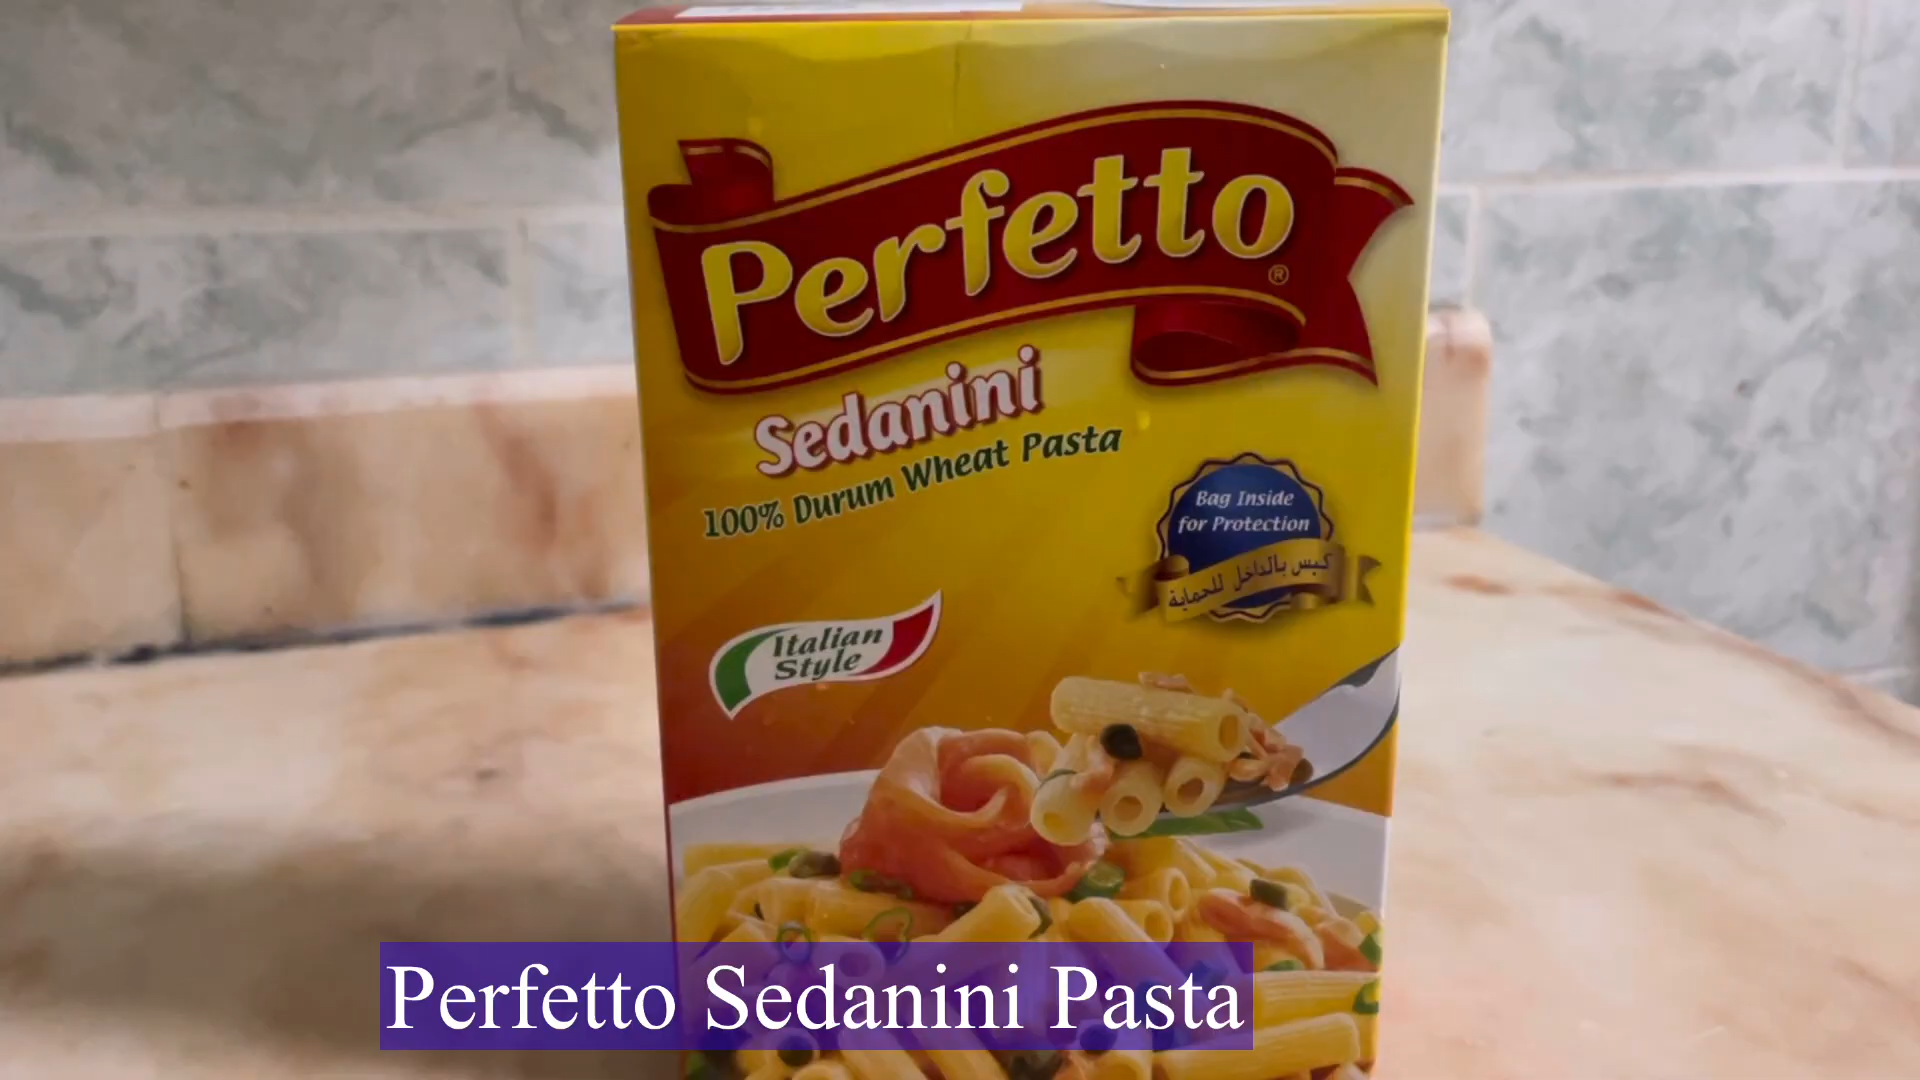 Perfetto
®
Sedanini
100% Durum Wheat Pasta
Bag Inside
for Protection
كيس بالداخل للحماية
Italian
Style
Perfetto Sedanini Pasta